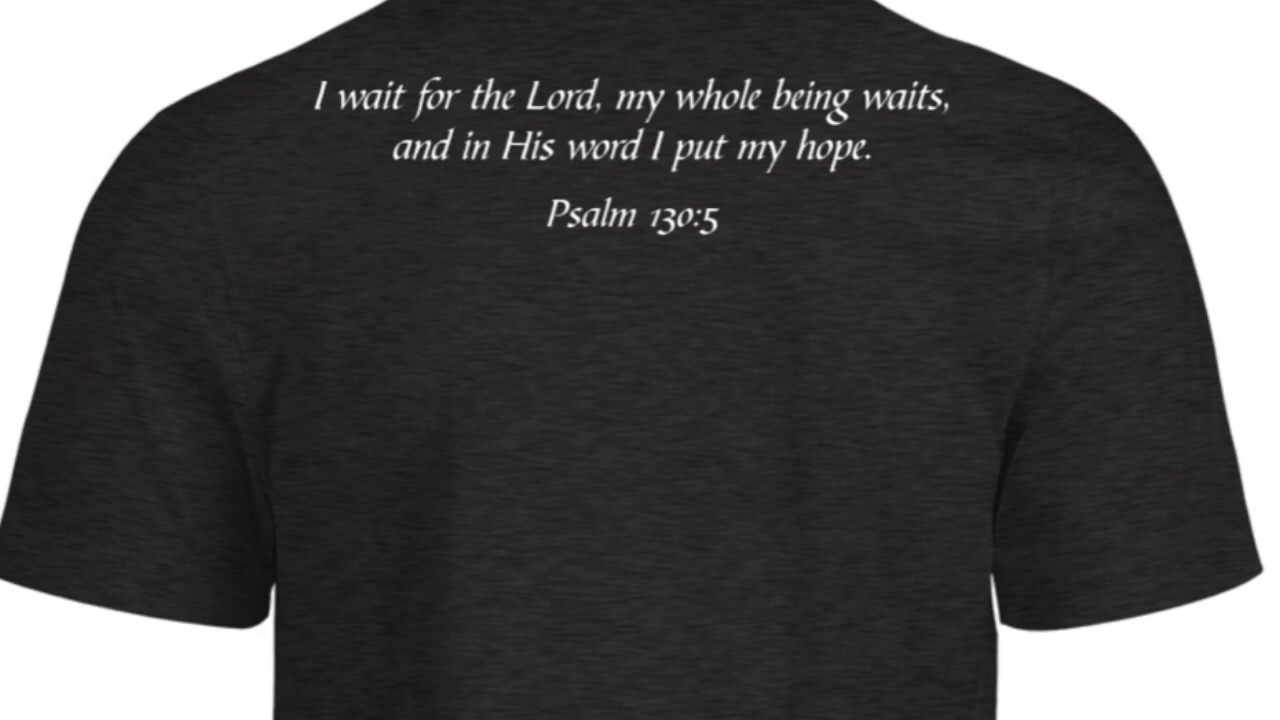 I wait for the Lord, my whole being waits,
and in His word I put my hope.
Psalm 130:5